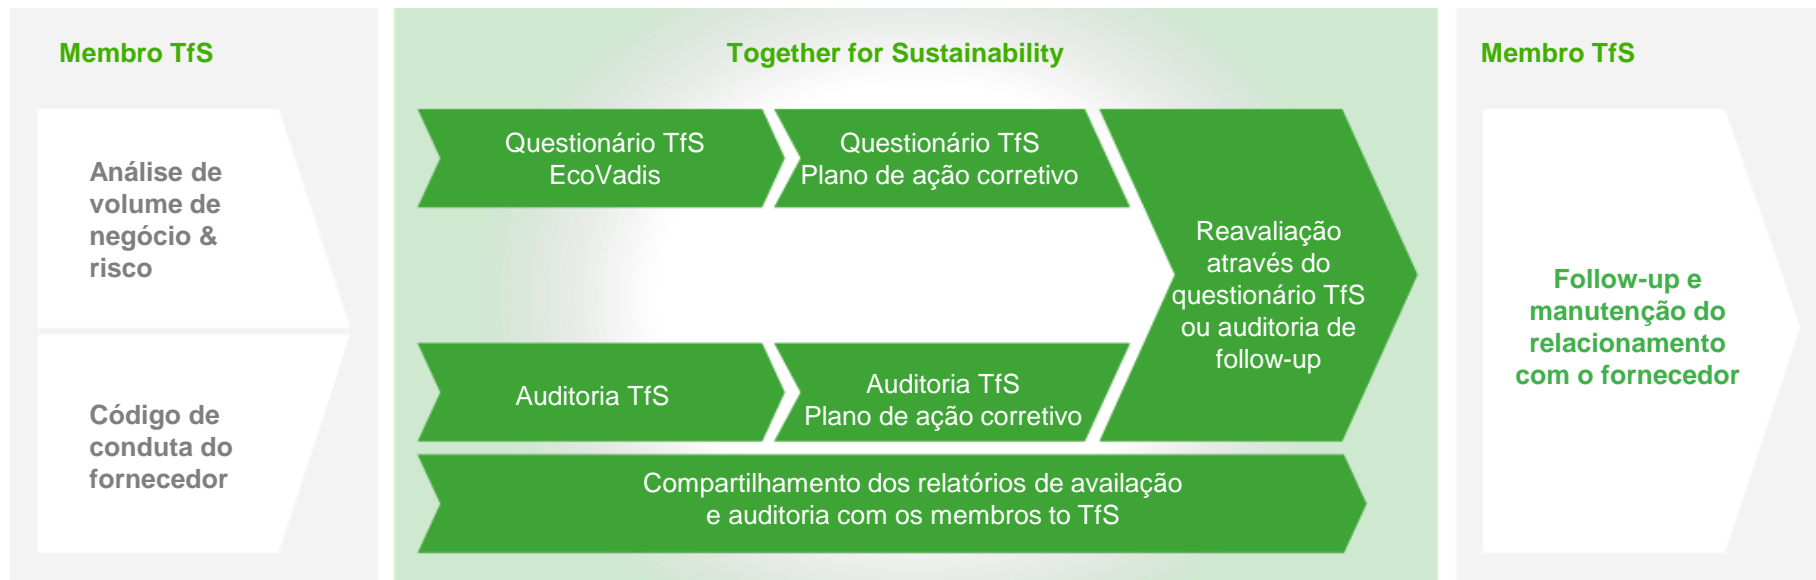 Membro TfS
Análise de
volume de
negócio &
risco
Código de
conduta do
fornecedor
Together for Sustainability
Questionário TfS
EcoVadis
Questionário TfS
Plano de ação corretivo
Auditoria TfS
Auditoria TfS
Plano de ação corretivo
Reavaliação
através do
questionário TfS
ou auditoria de
follow-up
Compartilhamento dos relatórios de availação
e auditoria com os membros to TfS
Membro TfS
Follow-up e
manutenção do
relacionamento
com o fornecedor